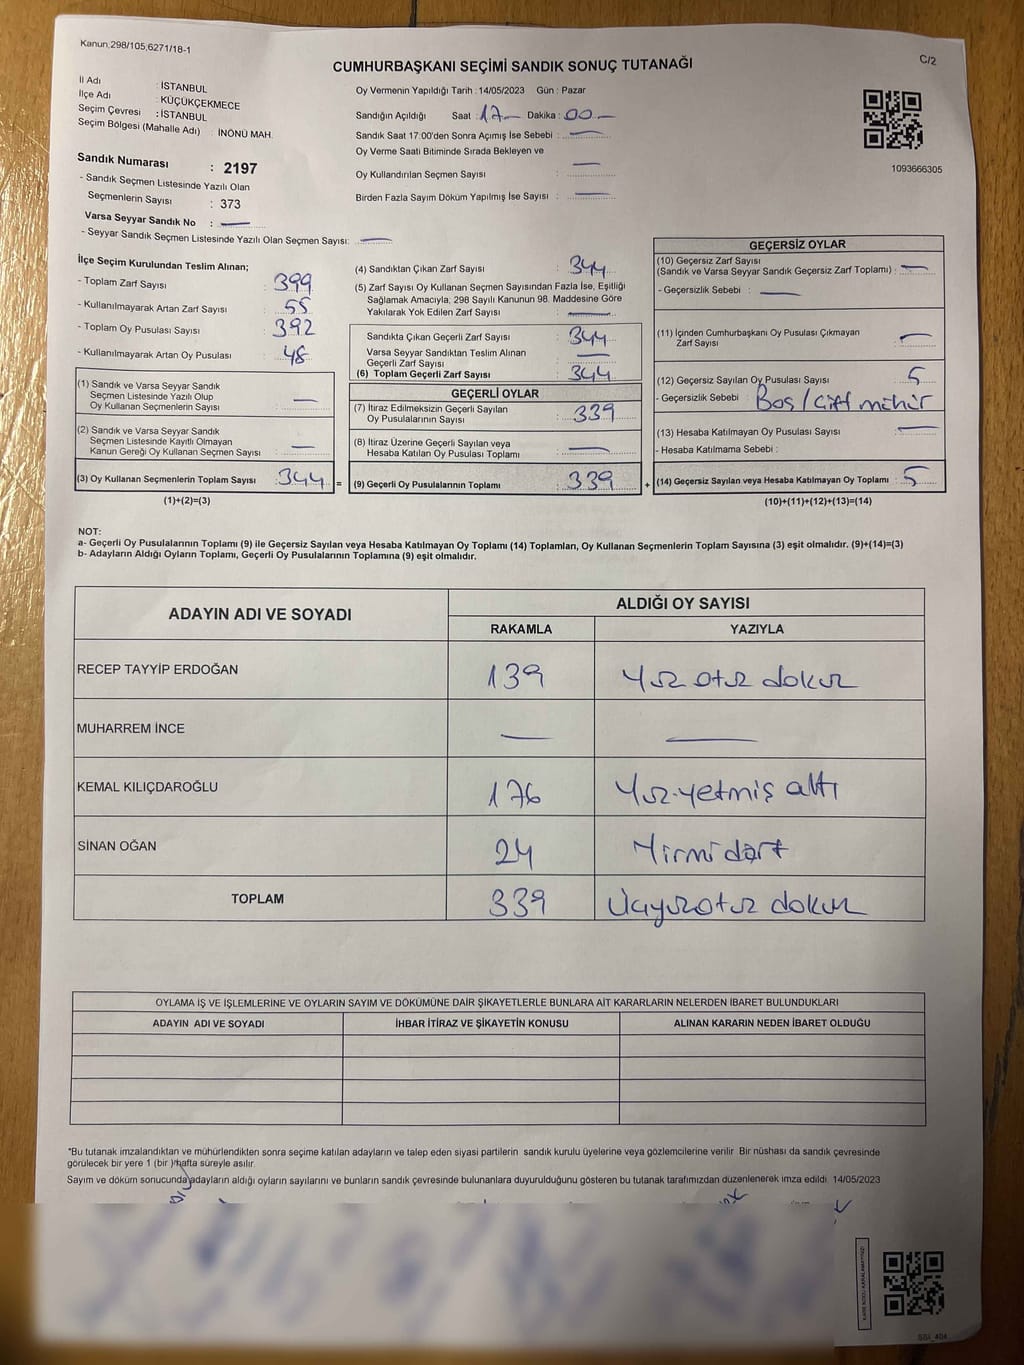 Kanun,298/105,6271/18-1
CUMHURBAŞKANI SEÇİMİ SANDIK SONUÇ TUTANAĞI
C/2
İl Adı : İSTANBUL
İlçe Adı : KÜÇÜKÇEKMECE
Seçim Çevresi : İSTANBUL
Seçim Bölgesi (Mahalle Adı) : İNÖNÜ MAH.
Sandık Numarası : 2197
- Sandık Seçmen Listesinde Yazılı Olan
Seçmenlerin Sayısı : 373
Varsa Seyyar Sandık No : —
- Seyyar Sandık Seçmen Listesinde Yazılı Olan Seçmen Sayısı: —
Oy Vermenin Yapıldığı Tarih : 14/05/2023 Gün : Pazar
Sandığın Açıldığı Saat : 17 Dakika : 00
Sandık Saat 17:00'den Sonra Açımış İse Sebebi : —
Oy Verme Saati Bitiminde Sırada Bekleyen ve
Oy Kullandırılan Seçmen Sayısı : —
Birden Fazla Sayım Döküm Yapılmış İse Sayısı : —
1093666305
İlçe Seçim Kurulundan Teslim Alınan;
- Toplam Zarf Sayısı : 399
- Kullanılmayarak Artan Zarf Sayısı : 55
- Toplam Oy Pusulası Sayısı : 392
- Kullanılmayarak Artan Oy Pusulası : 48
(1) Sandık ve Varsa Seyyar Sandık
Seçmen Listesinde Yazılı Olup
Oy Kullanan Seçmenlerin Sayısı : —
(2) Sandık ve Varsa Seyyar Sandık
Seçmen Listesinde Kayıtlı Olmayan
Kanun Gereği Oy Kullanan Seçmen Sayısı : —
(3) Oy Kullanan Seçmenlerin Toplam Sayısı : 344 =
(1)+(2)=(3)
(4) Sandıktan Çıkan Zarf Sayısı : 344
(5) Zarf Sayısı Oy Kullanan Seçmen Sayısından Fazla İse, Eşitliği
Sağlamak Amacıyla, 298 Sayılı Kanunun 98. Maddesine Göre
Yakılarak Yok Edilen Zarf Sayısı : —
Sandıkta Çıkan Geçerli Zarf Sayısı : 344
Varsa Seyyar Sandıktan Teslim Alınan
Geçerli Zarf Sayısı : —
(6) Toplam Geçerli Zarf Sayısı : 344
GEÇERLİ OYLAR
(7) İtiraz Edilmeksizin Geçerli Sayılan
Oy Pusulalarının Sayısı : 339
(8) İtiraz Üzerine Geçerli Sayılan veya
Hesaba Katılan Oy Pusulası Toplamı : —
(9) Geçerli Oy Pusulalarının Toplamı : 339 +
GEÇERSİZ OYLAR
(10) Geçersiz Zarf Sayısı
(Sandık ve Varsa Seyyar Sandık Geçersiz Zarf Toplamı) : —
- Geçersizlik Sebebi : —
(11) İçinden Cumhurbaşkanı Oy Pusulası Çıkmayan
Zarf Sayısı : —
(12) Geçersiz Sayılan Oy Pusulası Sayısı : 5
- Geçersizlik Sebebi : Boş/Çift mühür
(13) Hesaba Katılmayan Oy Pusulası Sayısı : —
- Hesaba Katılmama Sebebi :
(14) Geçersiz Sayılan veya Hesaba Katılmayan Oy Toplamı : 5
(10)+(11)+(12)+(13)=(14)
NOT:
a- Geçerli Oy Pusulalarının Toplamı (9) ile Geçersiz Sayılan veya Hesaba Katılmayan Oy Toplamı (14) Toplamları, Oy Kullanan Seçmenlerin Toplam Sayısına (3) eşit olmalıdır. (9)+(14)=(3)
b- Adayların Aldığı Oyların Toplamı, Geçerli Oy Pusulalarının Toplamına (9) eşit olmalıdır.
ADAYIN ADI VE SOYADI ALDIĞI OY SAYISI
RAKAMLA YAZIYLA
RECEP TAYYİP ERDOĞAN 139 Yüz otuz dokuz
MUHARREM İNCE — —
KEMAL KILIÇDAROĞLU 176 Yüz yetmiş altı
SİNAN OĞAN 24 Yirmi dört
TOPLAM 339 Üçyüzotuz dokuz
OYLAMA İŞ VE İŞLEMLERİNE VE OYLARIN SAYIM VE DÖKÜMÜNE DAİR ŞİKAYETLERLE BUNLARA AİT KARARLARIN NELERDEN İBARET BULUNDUKLARI
ADAYIN ADI VE SOYADI İHBAR İTİRAZ VE ŞİKAYETİN KONUSU ALINAN KARARIN NEDEN İBARET OLDUĞU
*Bu tutanak imzalandıktan ve mühürlendikten sonra seçime katılan adayların ve talep eden siyasi partilerin sandık kurulu üyelerine veya gözlemcilerine verilir. Bir nüshası da sandık çevresinde
görülecek bir yere 1 (bir )hafta süreyle asılır.
Sayım ve döküm sonucunda adayların aldığı oyların sayılarını ve bunların sandık çevresinde bulunanlara duyurulduğunu gösteren bu tutanak tarafımızdan düzenlenerek imza edildi. 14/05/2023